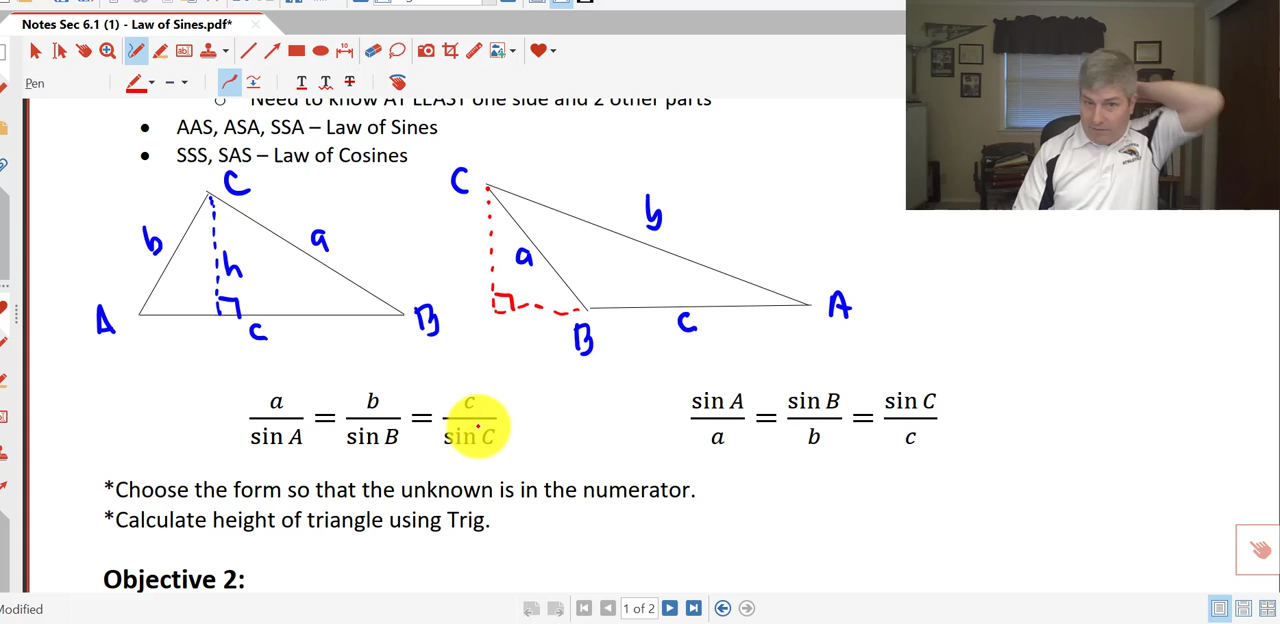 Notes Sec 6.1 (1) - Law of Sines.pdf*
Pen
Need to know AT LEAST one side and 2 other parts
• AAS, ASA, SSA – Law of Sines
• SSS, SAS – Law of Cosines
C
b
a
h
A
c
B
C
y
a
B
c
A
a/sin A = b/sin B = c/sin C
sin A/a = sin B/b = sin C/c
*Choose the form so that the unknown is in the numerator.
*Calculate height of triangle using Trig.
Objective 2:
Modified
1 of 2